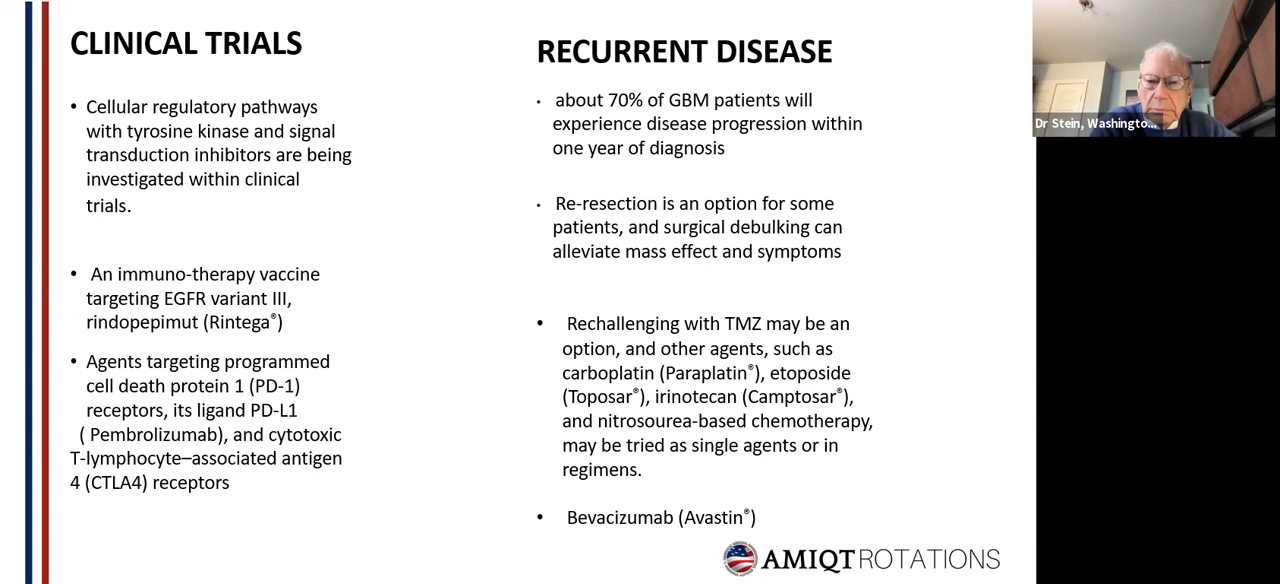 CLINICAL TRIALS
• Cellular regulatory pathways
with tyrosine kinase and signal
transduction inhibitors are being
investigated within clinical
trials.
• An immuno-therapy vaccine
targeting EGFR variant III,
rindopepimut (Rintega®)
• Agents targeting programmed
cell death protein 1 (PD-1)
receptors, its ligand PD-L1
( Pembrolizumab), and cytotoxic
T-lymphocyte–associated antigen
4 (CTLA4) receptors
RECURRENT DISEASE
• about 70% of GBM patients will
experience disease progression within
one year of diagnosis
• Re-resection is an option for some
patients, and surgical debulking can
alleviate mass effect and symptoms
• Rechallenging with TMZ may be an
option, and other agents, such as
carboplatin (Paraplatin®), etoposide
(Toposar®), irinotecan (Camptosar®),
and nitrosourea-based chemotherapy,
may be tried as single agents or in
regimens.
• Bevacizumab (Avastin®)
AMIQT ROTATIONS
Dr Stein, Washingto...